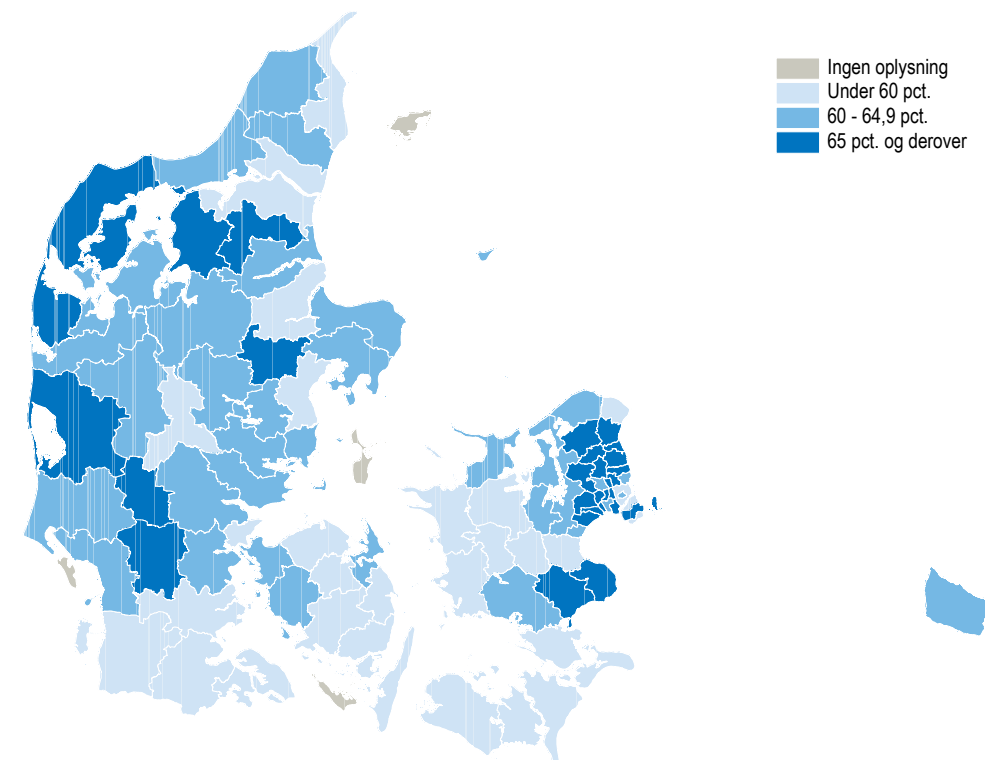 Ingen oplysning
Under 60 pct.
60 - 64,9 pct.
65 pct. og derover